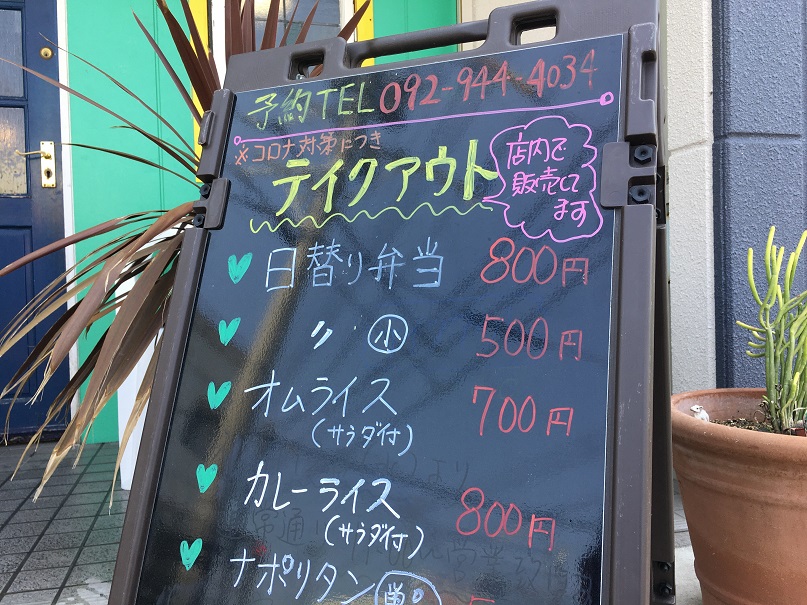 予約TEL 092-944-4034
※コロナ対策につき
テイクアウト
店内で
販売して
ます
日替り弁当 800円
〃 小 500円
オムライス 700円
(サラダ付)
カレーライス 800円
(サラダ付)
ナポリタン